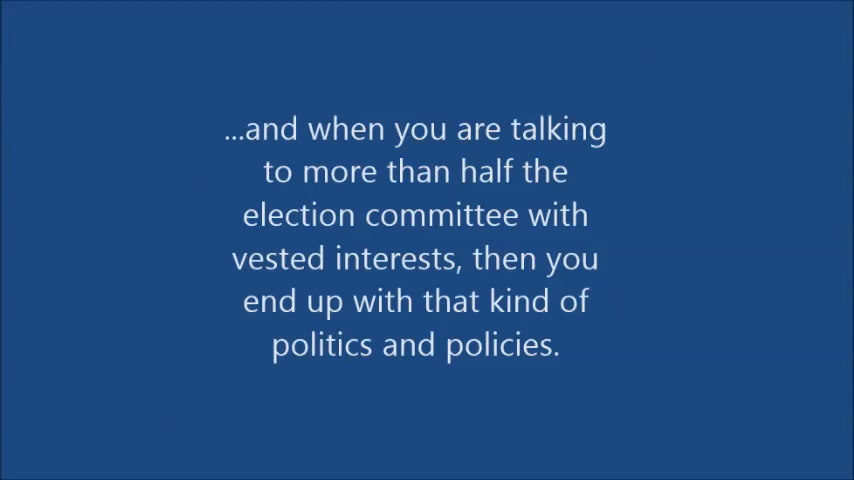 ...and when you are talking
to more than half the
election committee with
vested interests, then you
end up with that kind of
politics and policies.